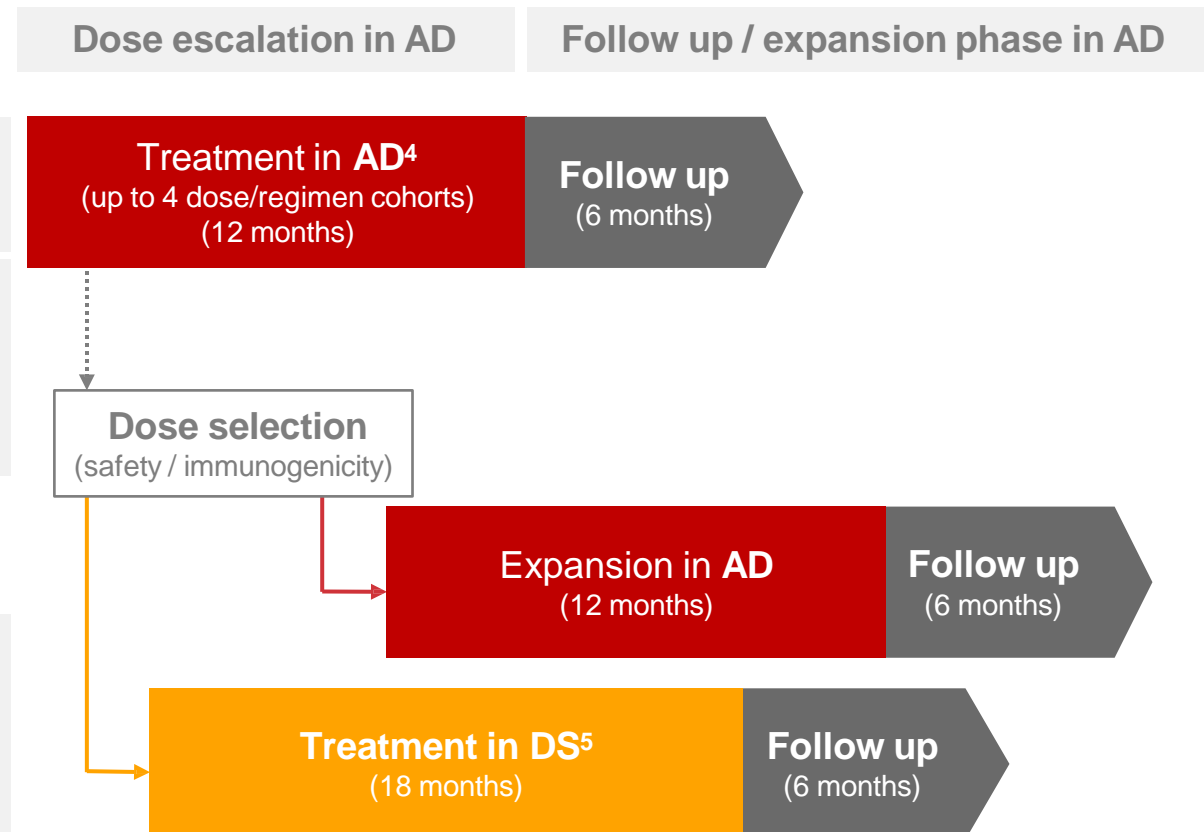 Dose escalation in AD
Follow up / expansion phase in AD
Treatment in AD⁴
(up to 4 dose/regimen cohorts)
(12 months)
Follow up
(6 months)
Dose selection
(safety / immunogenicity)
Expansion in AD
(12 months)
Follow up
(6 months)
Treatment in DS⁵
(18 months)
Follow up
(6 months)